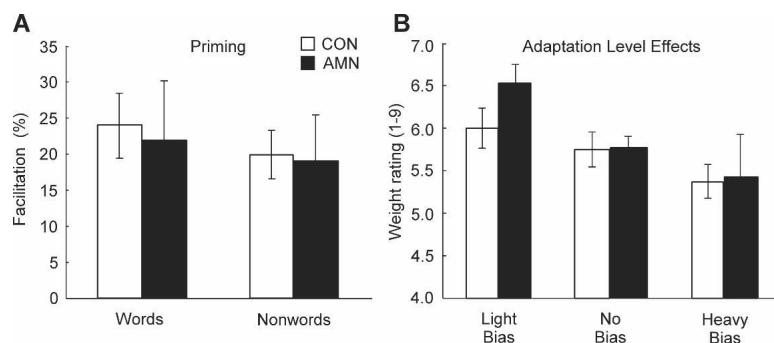 A
Priming
CON
AMN
Facilitation (%)
35
30
25
20
15
10
5
0
Words
Nonwords
B
Adaptation Level Effects
Weight rating (1-9)
7.0
6.5
6.0
5.5
5.0
4.5
4.0
Light
Bias
No
Bias
Heavy
Bias